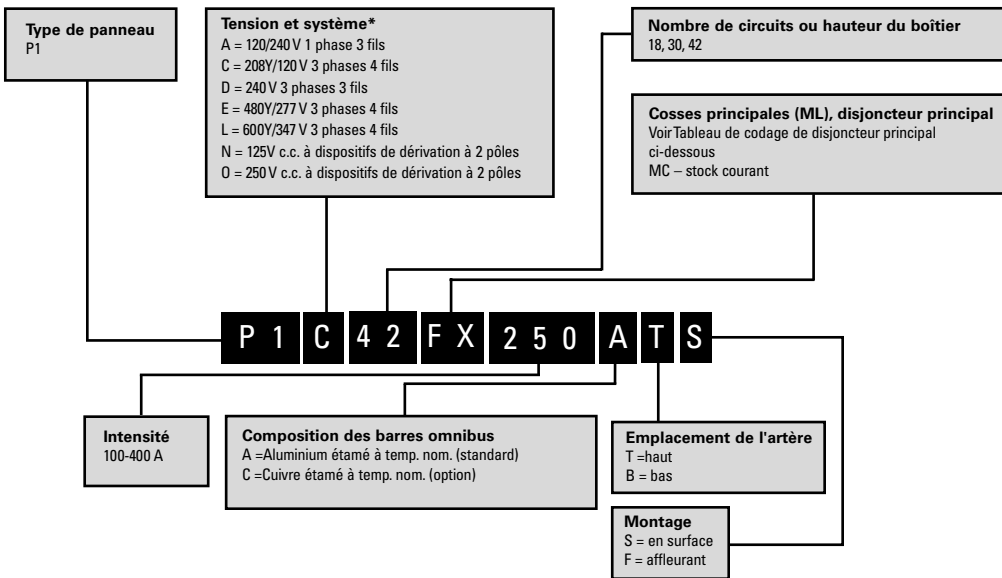 Type de panneau
P1
Tension et système*
A = 120/240 V 1 phase 3 fils
C = 208Y/120 V 3 phases 4 fils
D = 240 V 3 phases 3 fils
E = 480Y/277 V 3 phases 4 fils
L = 600Y/347 V 3 phases 4 fils
N = 125V c.c. à dispositifs de dérivation à 2 pôles
O = 250 V c.c. à dispositifs de dérivation à 2 pôles
Nombre de circuits ou hauteur du boîtier
18, 30, 42
Cosses principales (ML), disjoncteur principal
Voir Tableau de codage de disjoncteur principal
ci-dessous
MC – stock courant
P 1 C 4 2 F X 2 5 0 A T S
Intensité
100-400 A
Composition des barres omnibus
A =Aluminium étamé à temp. nom. (standard)
C =Cuivre étamé à temp. nom. (option)
Emplacement de l'artère
T =haut
B = bas
Montage
S = en surface
F = affleurant